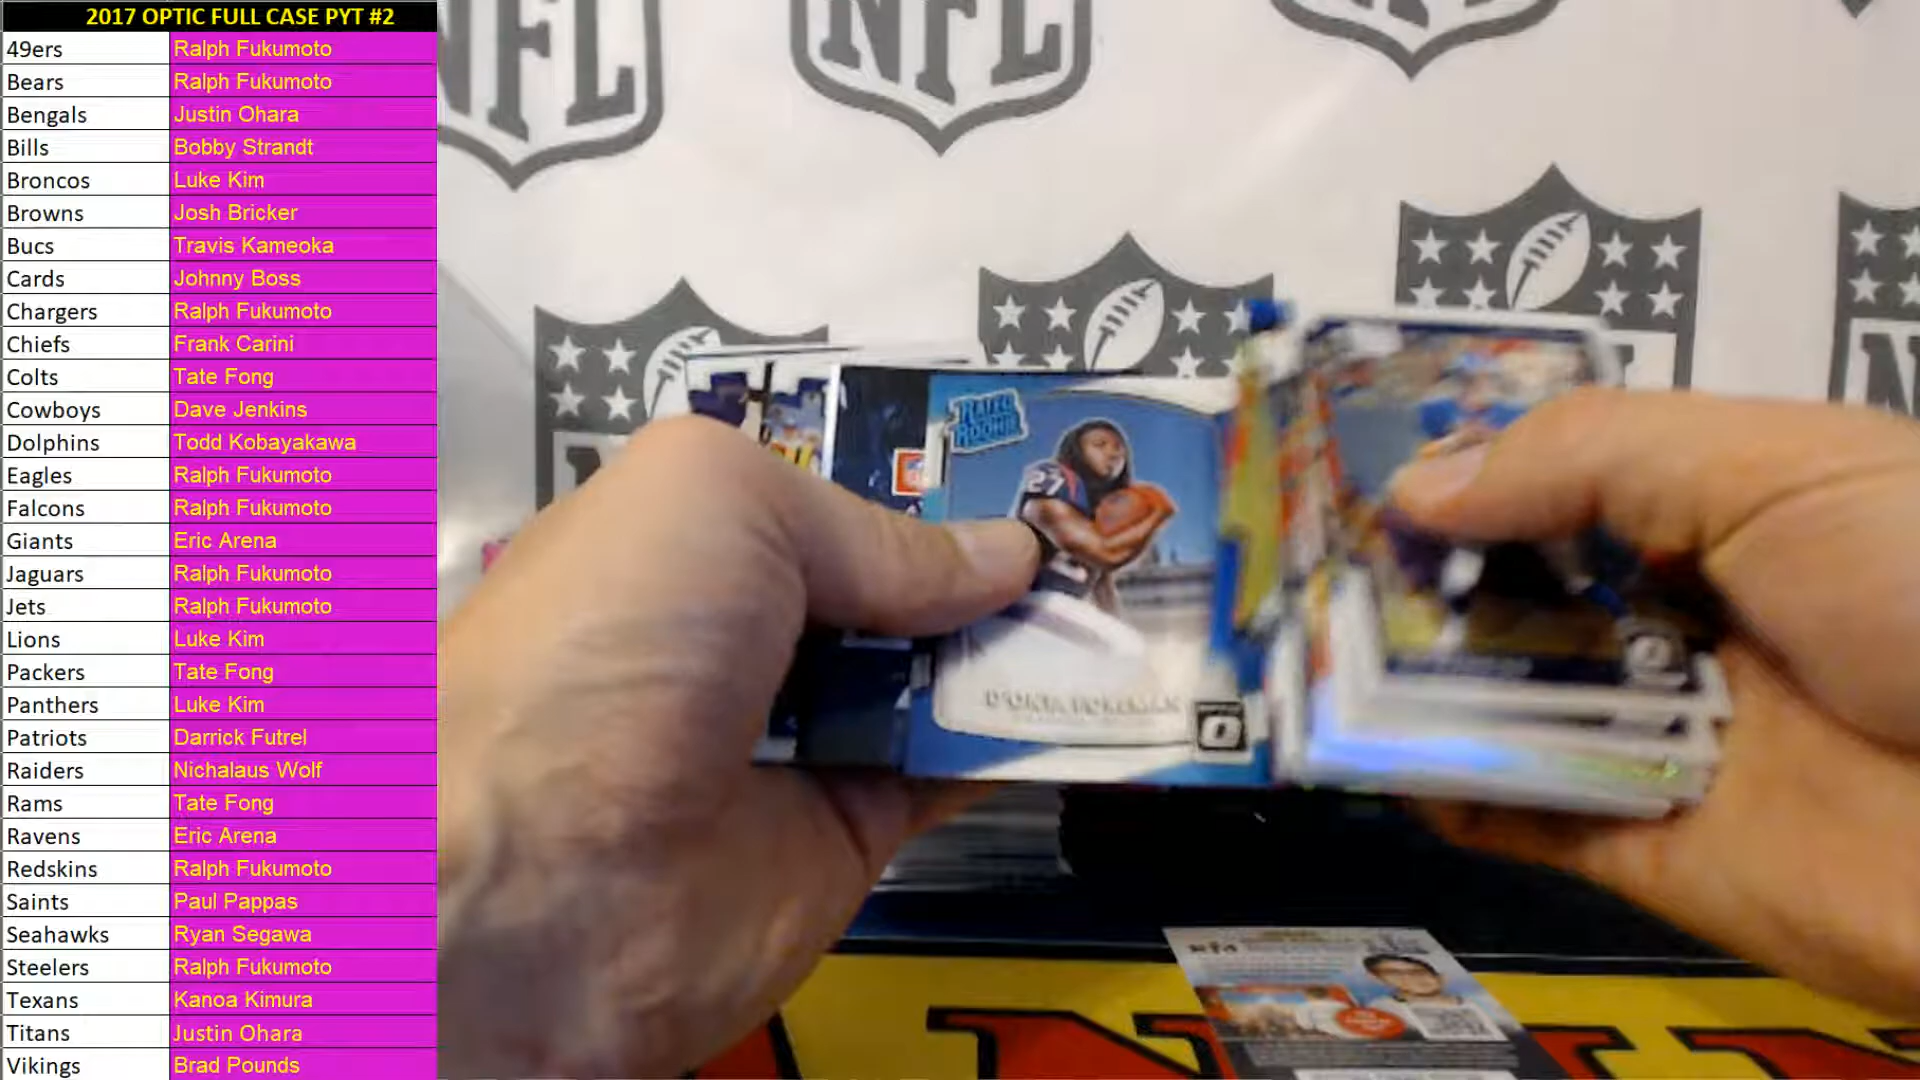 2017 OPTIC FULL CASE PYT #2
49ers Ralph Fukumoto
Bears Ralph Fukumoto
Bengals Justin Ohara
Bills Bobby Strandt
Broncos Luke Kim
Browns Josh Bricker
Bucs Travis Kameoka
Cards Johnny Boss
Chargers Ralph Fukumoto
Chiefs Frank Carini
Colts Tate Fong
Cowboys Dave Jenkins
Dolphins Todd Kobayakawa
Eagles Ralph Fukumoto
Falcons Ralph Fukumoto
Giants Eric Arena
Jaguars Ralph Fukumoto
Jets Ralph Fukumoto
Lions Luke Kim
Packers Tate Fong
Panthers Luke Kim
Patriots Darrick Futrel
Raiders Nichalaus Wolf
Rams Tate Fong
Ravens Eric Arena
Redskins Ralph Fukumoto
Saints Paul Pappas
Seahawks Ryan Segawa
Steelers Ralph Fukumoto
Texans Kanoa Kimura
Titans Justin Ohara
Vikings Brad Pounds
NFL
NFL
RATED
ROOKIE
27
D'ONTA FOREMAN